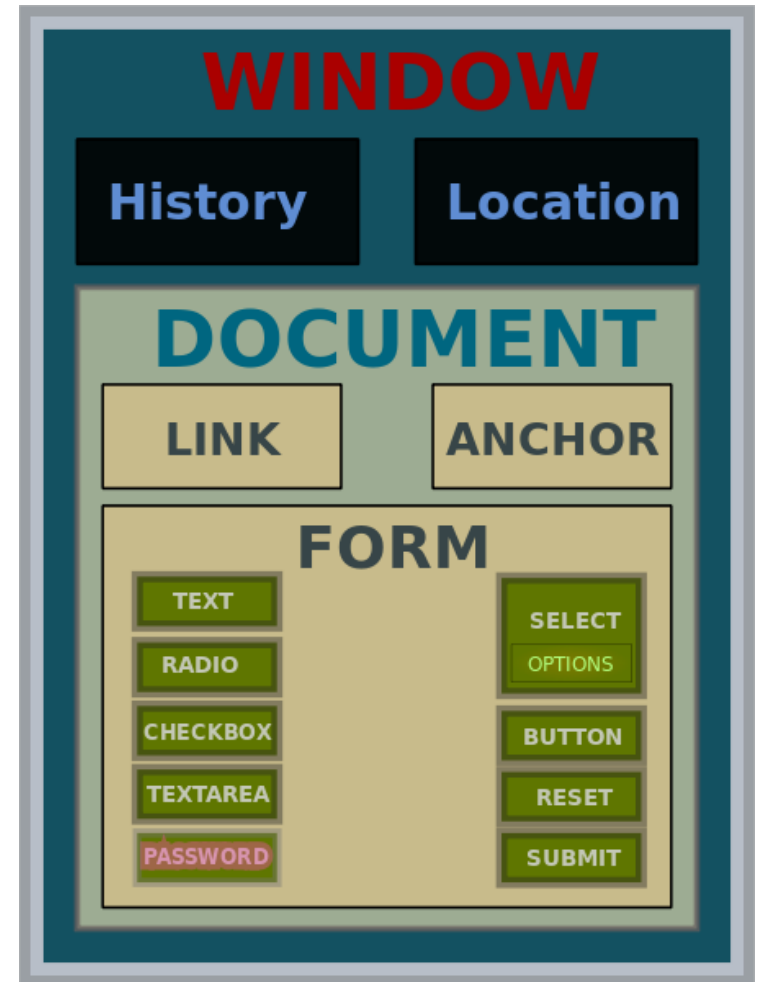 WINDOW
History
Location
DOCUMENT
LINK
ANCHOR
FORM
TEXT
RADIO
CHECKBOX
TEXTAREA
PASSWORD
SELECT
OPTIONS
BUTTON
RESET
SUBMIT